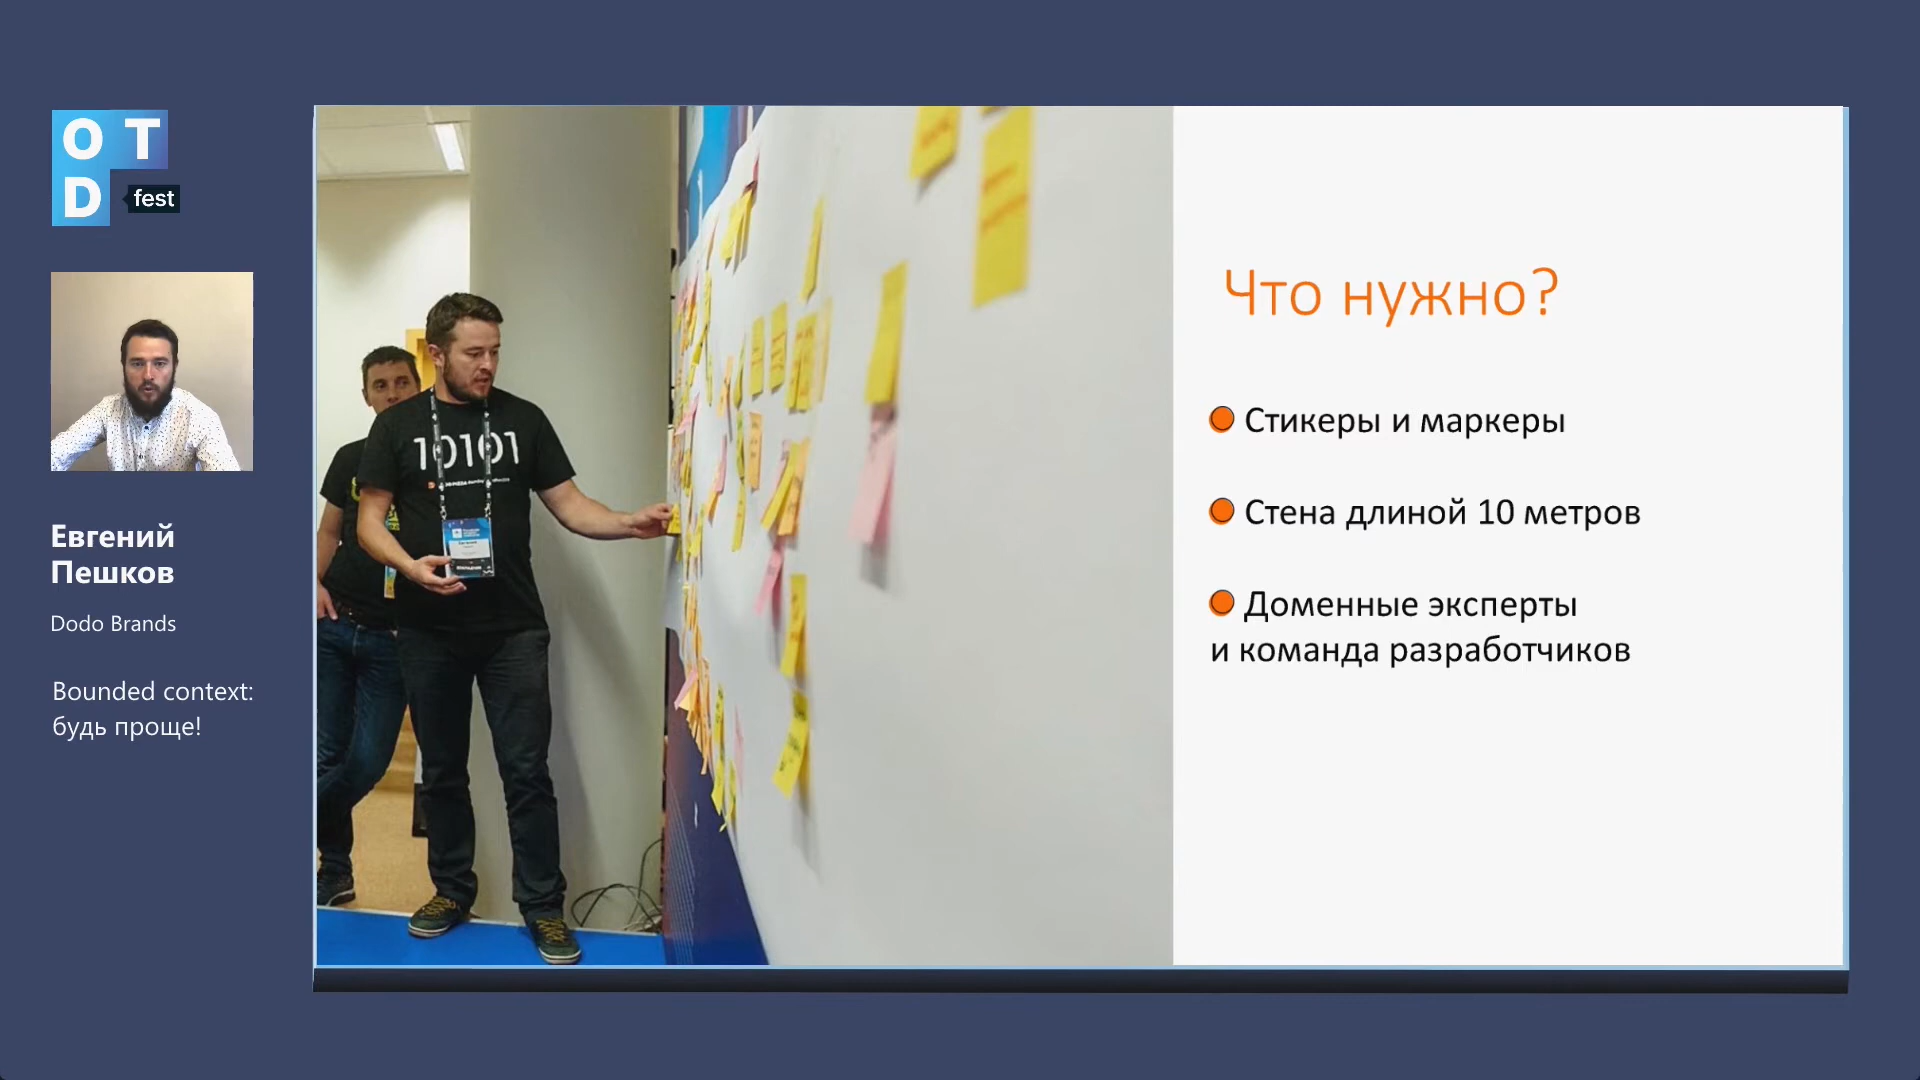 OT
D
fest
Евгений
Пешков
Dodo Brands
Bounded context:
будь проще!
10101
Что нужно?
Стикеры и маркеры
Стена длиной 10 метров
Доменные эксперты
и команда разработчиков